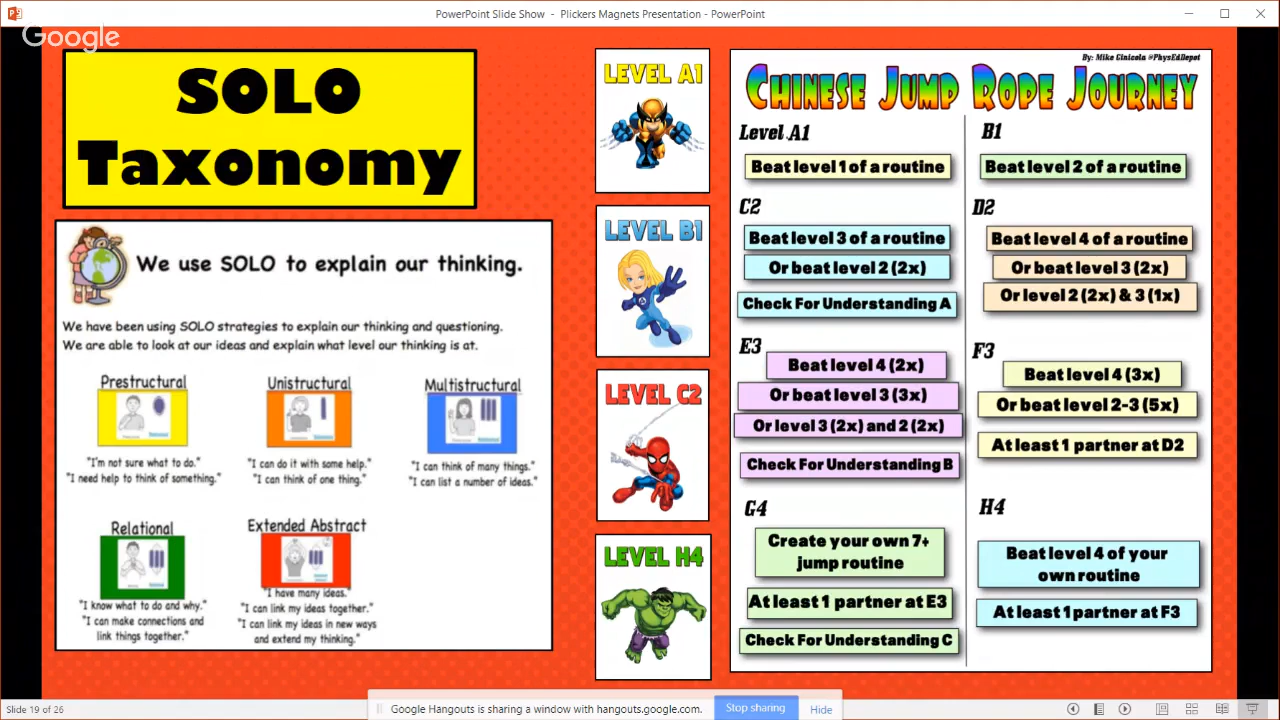 PowerPoint Slide Show - Plickers Magnets Presentation - PowerPoint
Google
SOLO
Taxonomy
We use SOLO to explain our thinking.
We have been using SOLO strategies to explain our thinking and questioning.
We are able to look at our ideas and explain what level our thinking is at.
Prestructural
"I'm not sure what to do."
"I need help to think of something."
Unistructural
"I can do it with some help."
"I can think of one thing."
Multistructural
"I can think of many things."
"I can list a number of ideas."
Relational
"I know what to do and why."
"I can make connections and
link things together."
Extended Abstract
"I have many ideas.
"I can link my ideas together."
"I can link my ideas in new ways
and extend my thinking."
LEVEL A1
LEVEL B1
LEVEL C2
LEVEL H4
By: Mike Ginicola @PhysEdDepot
Chinese Jump Rope Journey
Level A1
Beat level 1 of a routine
B1
Beat level 2 of a routine
C2
Beat level 3 of a routine
Or beat level 2 (2x)
Check For Understanding A
D2
Beat level 4 of a routine
Or beat level 3 (2x)
Or level 2 (2x) & 3 (1x)
E3
Beat level 4 (2x)
Or beat level 3 (3x)
Or level 3 (2x) and 2 (2x)
Check For Understanding B
F3
Beat level 4 (3x)
Or beat level 2-3 (5x)
At least 1 partner at D2
G4
Create your own 7+
jump routine
At least 1 partner at E3
Check For Understanding C
H4
Beat level 4 of your
own routine
At least 1 partner at F3
Google Hangouts is sharing a window with hangouts.google.com.
Stop sharing
Hide
Slide 19 of 26